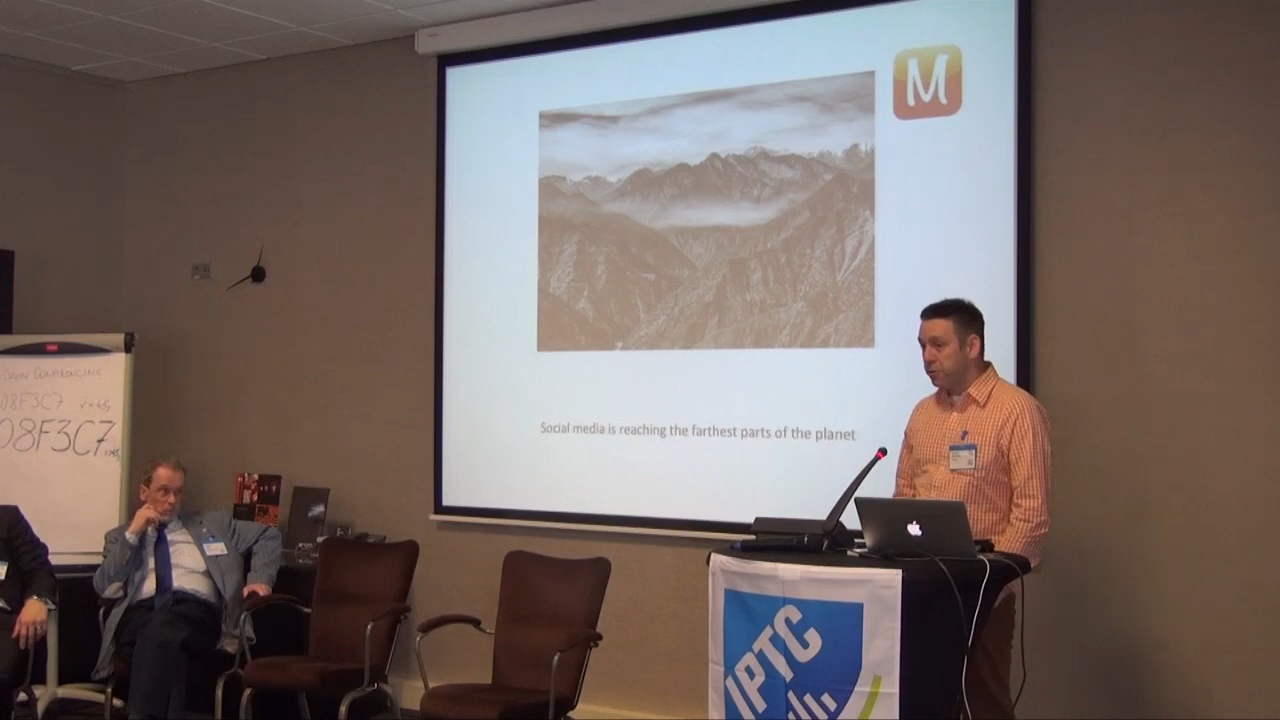 M
Social media is reaching the farthest parts of the planet
08F3C7
08F3C7
IPTC